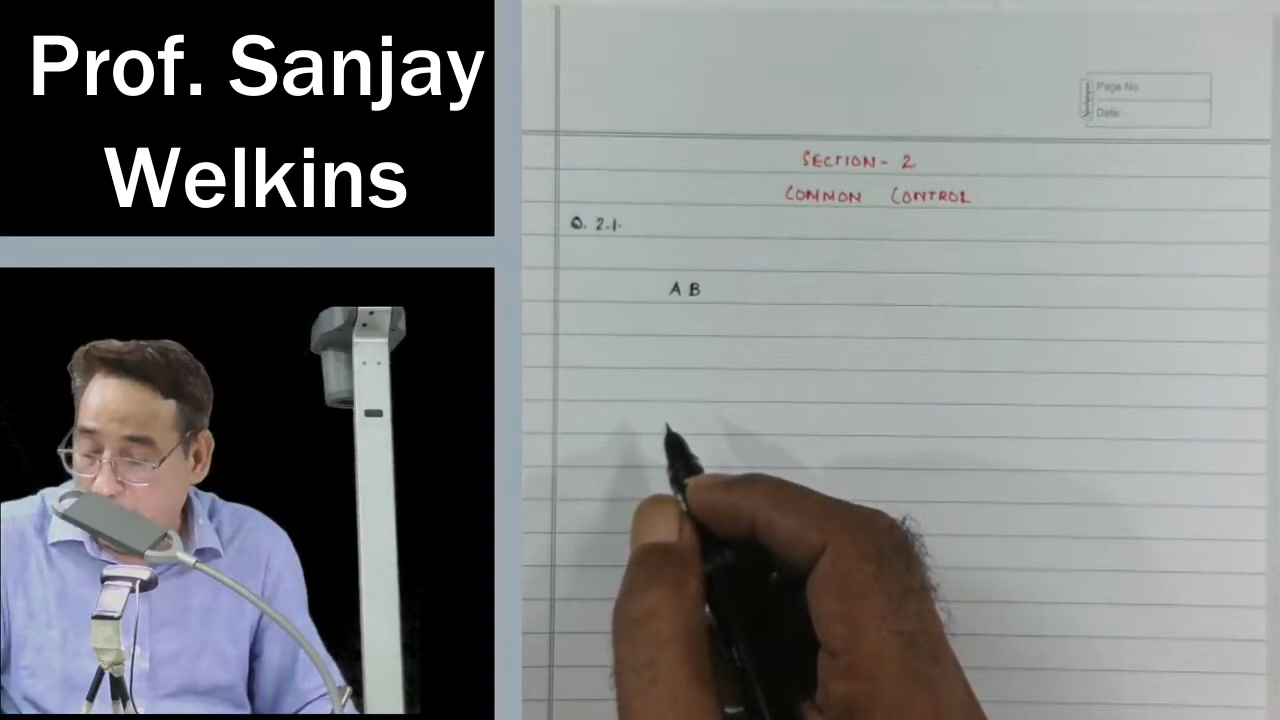 Prof. Sanjay
Welkins
Page No
Date
SECTION - 2
COMMON CONTROL
Q. 2.1.
A B